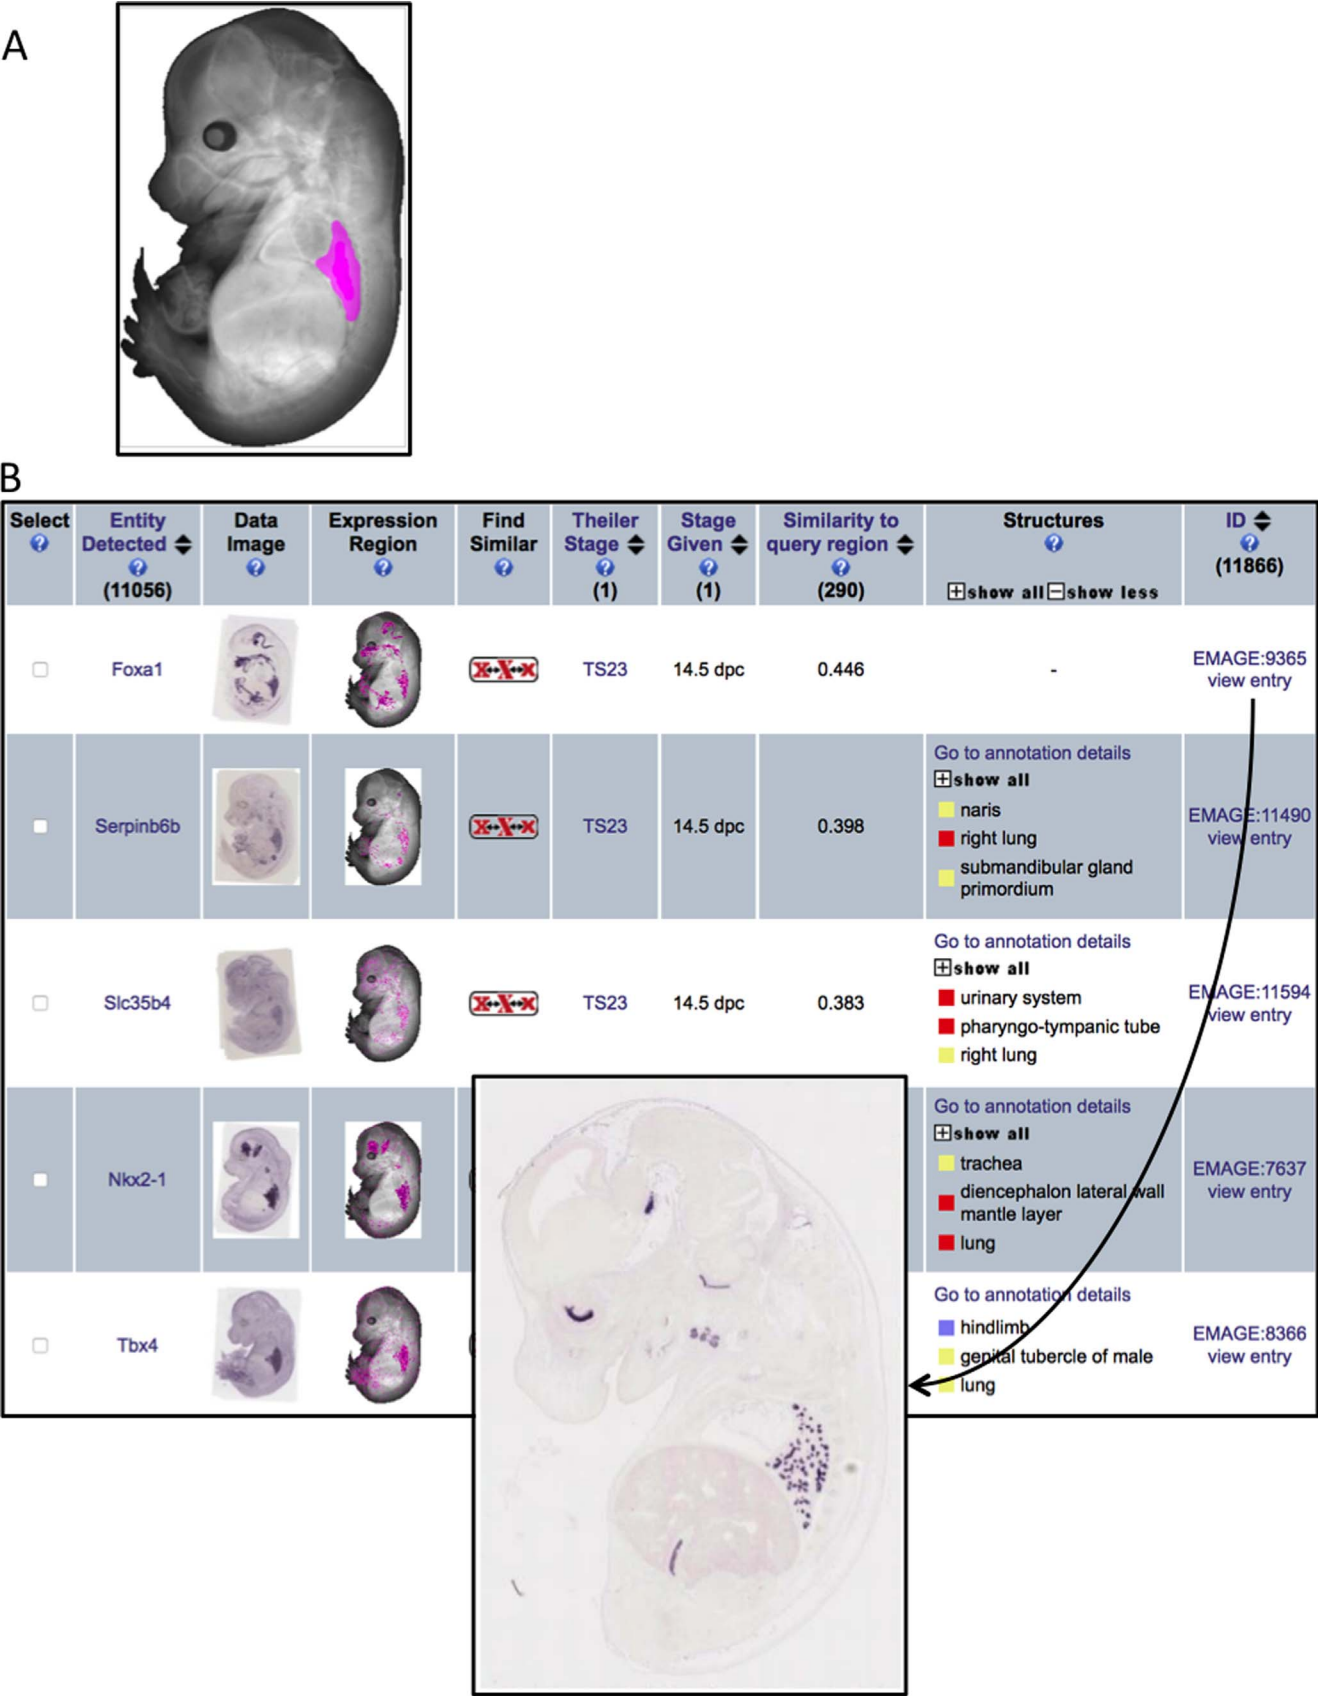 A
B
Select
Entity
Detected
(11056)
Data
Image
Expression
Region
Find
Similar
Theiler
Stage
(1)
Stage
Given
(1)
Similarity to
query region
(290)
Structures
show all show less
ID
(11866)
Foxa1
TS23
14.5 dpc
0.446
-
EMAGE:9365
view entry
Serpinb6b
TS23
14.5 dpc
0.398
Go to annotation details
show all
naris
right lung
submandibular gland
primordium
EMAGE:11490
view entry
Slc35b4
TS23
14.5 dpc
0.383
Go to annotation details
show all
urinary system
pharyngo-tympanic tube
right lung
EMAGE:11594
view entry
Nkx2-1
Go to annotation details
show all
trachea
diencephalon lateral wall
mantle layer
lung
EMAGE:7637
view entry
Tbx4
Go to annotation details
hindlimb
genital tubercle of male
lung
EMAGE:8366
view entry